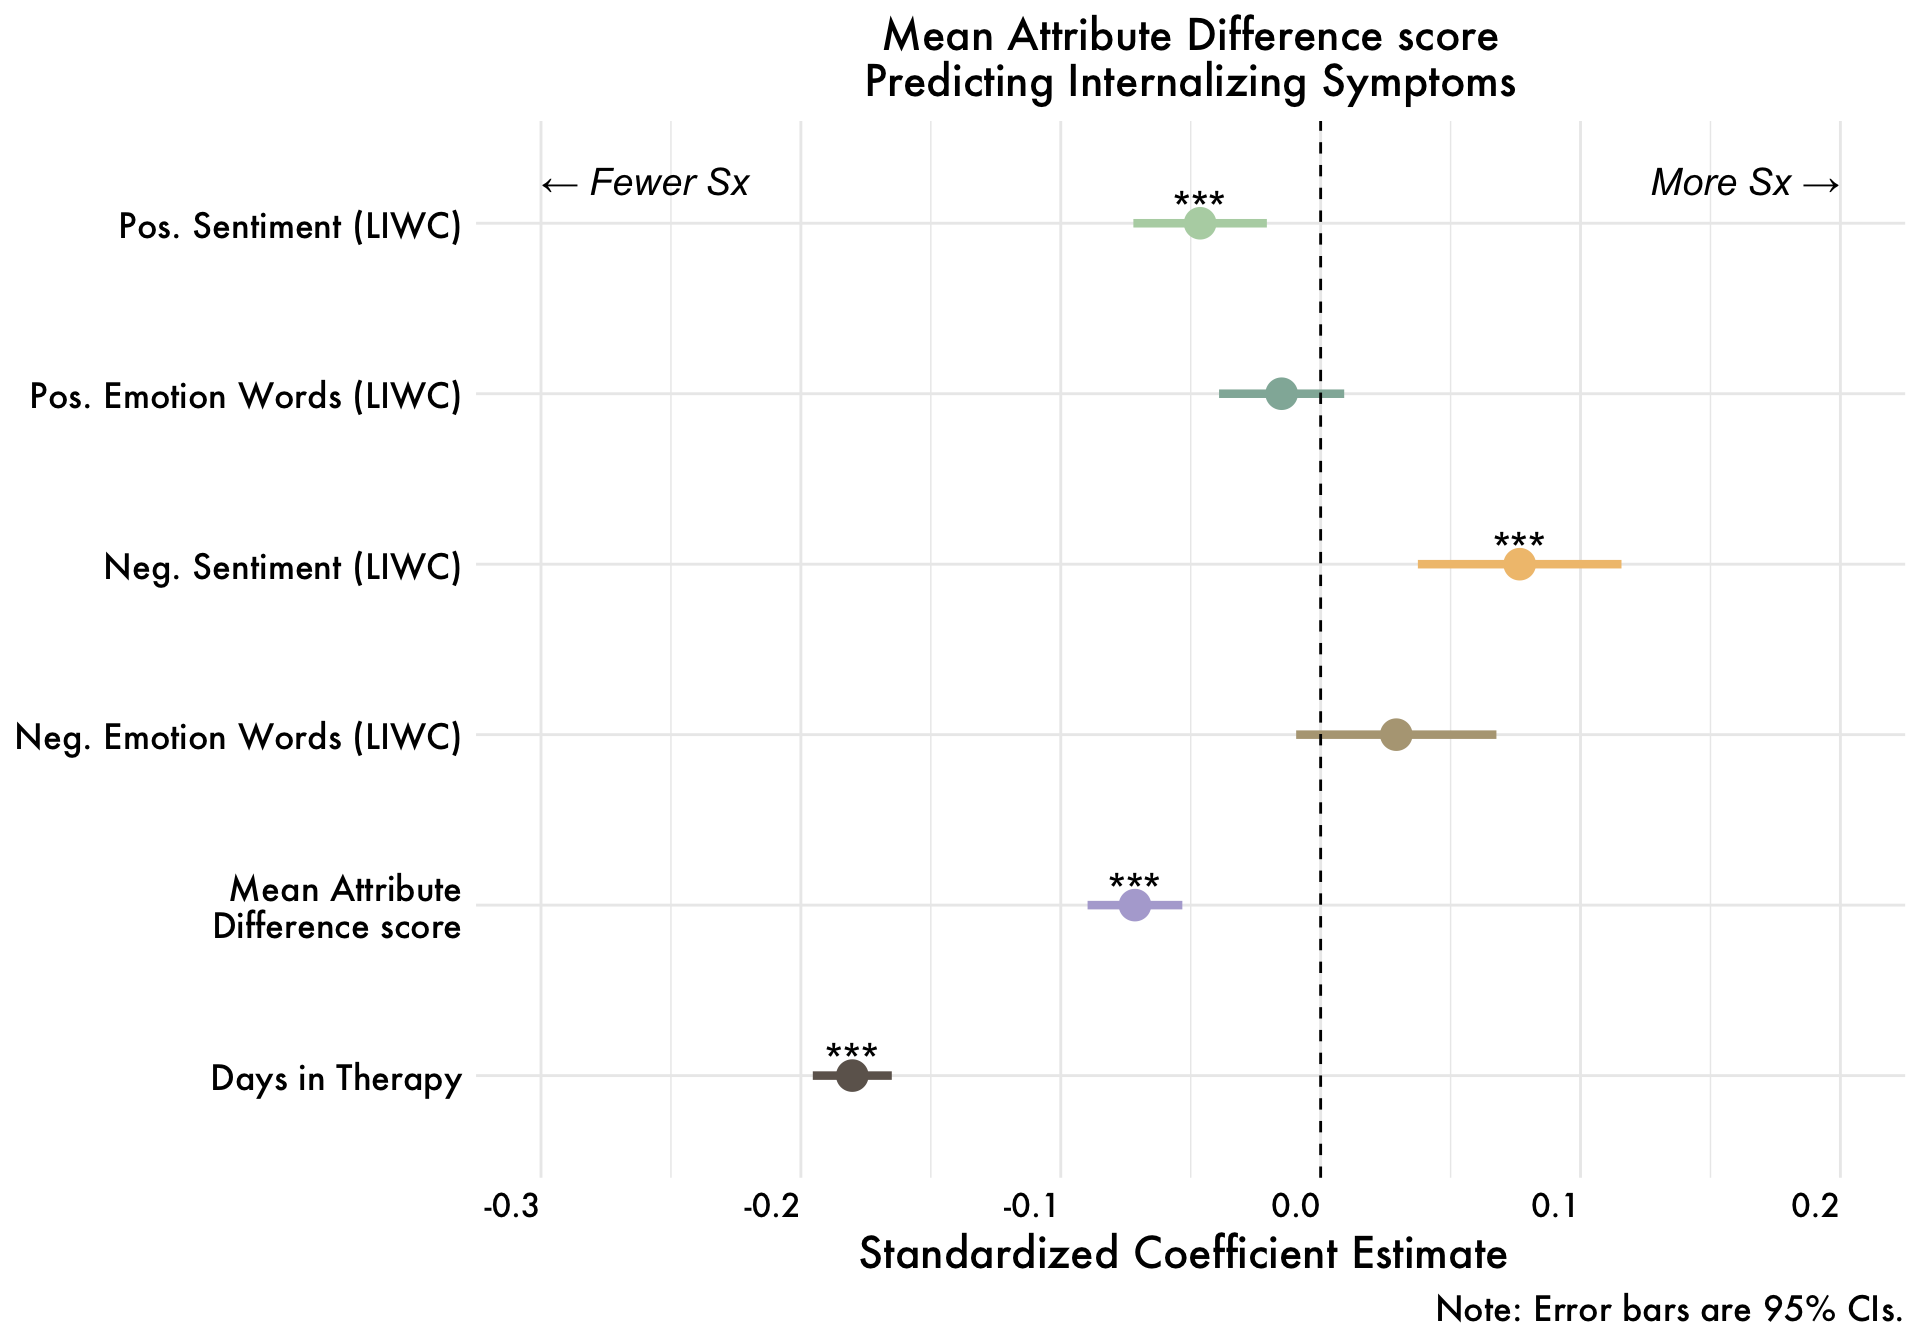 Mean Attribute Difference score
Predicting Internalizing Symptoms
← Fewer Sx
More Sx →
***
Pos. Sentiment (LIWC)
Pos. Emotion Words (LIWC)
***
Neg. Sentiment (LIWC)
Neg. Emotion Words (LIWC)
***
Mean Attribute
Difference score
***
Days in Therapy
-0.3 -0.2 -0.1 0.0 0.1 0.2
Standardized Coefficient Estimate
Note: Error bars are 95% CIs.